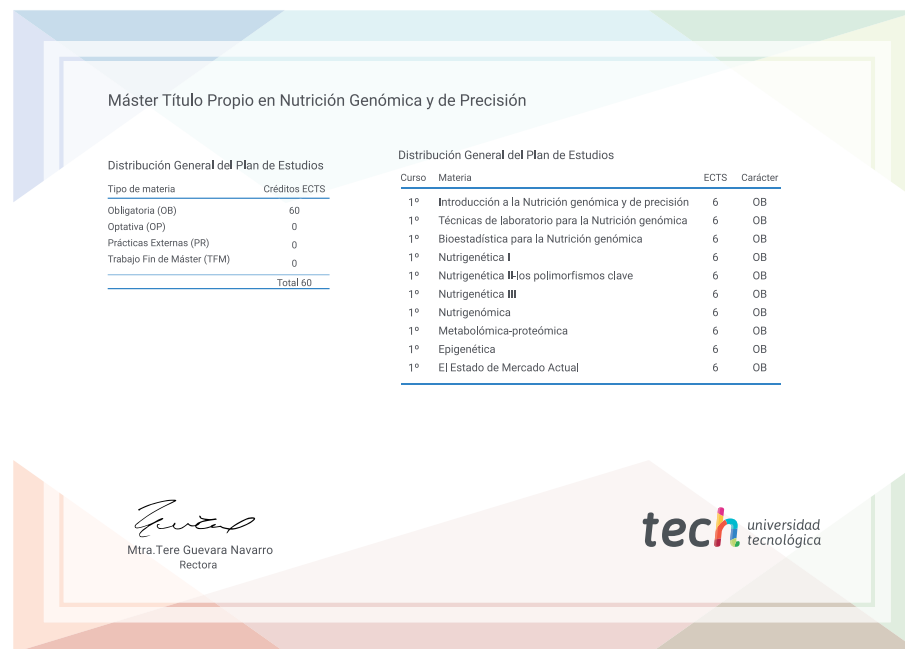 Máster Título Propio en Nutrición Genómica y de Precisión
Distribución General del Plan de Estudios
Tipo de materia Créditos ECTS
Obligatoria (OB) 60
Optativa (OP) 0
Prácticas Externas (PR) 0
Trabajo Fin de Máster (TFM) 0
Total 60
Distribución General del Plan de Estudios
Curso Materia ECTS Carácter
1º Introducción a la Nutrición genómica y de precisión 6 OB
1º Técnicas de laboratorio para la Nutrición genómica 6 OB
1º Bioestadística para la Nutrición genómica 6 OB
1º Nutrigenética I 6 OB
1º Nutrigenética II-los polimorfismos clave 6 OB
1º Nutrigenética III 6 OB
1º Nutrigenómica 6 OB
1º Metabolómica-proteómica 6 OB
1º Epigenética 6 OB
1º El Estado de Mercado Actual 6 OB
Mtra.Tere Guevara Navarro
Rectora
tech universidad
tecnológica